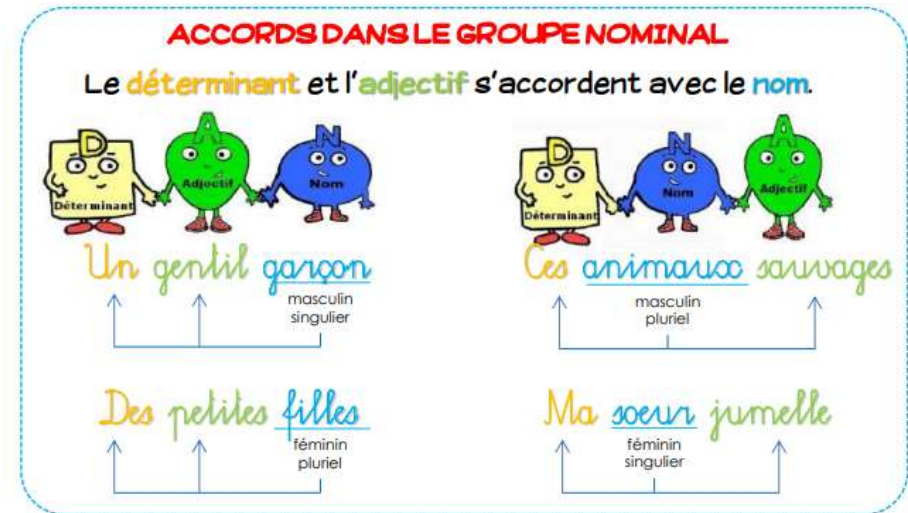 ACCORDS DANS LE GROUPE NOMINAL
Le déterminant et l'adjectif s'accordent avec le nom.
D A N
Déterminant Adjectif Nom
Un gentil garçon
masculin
singulier
D N A
Déterminant Nom Adjectif
Ces animaux sauvages
masculin
pluriel
Des petites filles
féminin
pluriel
Ma soeur jumelle
féminin
singulier